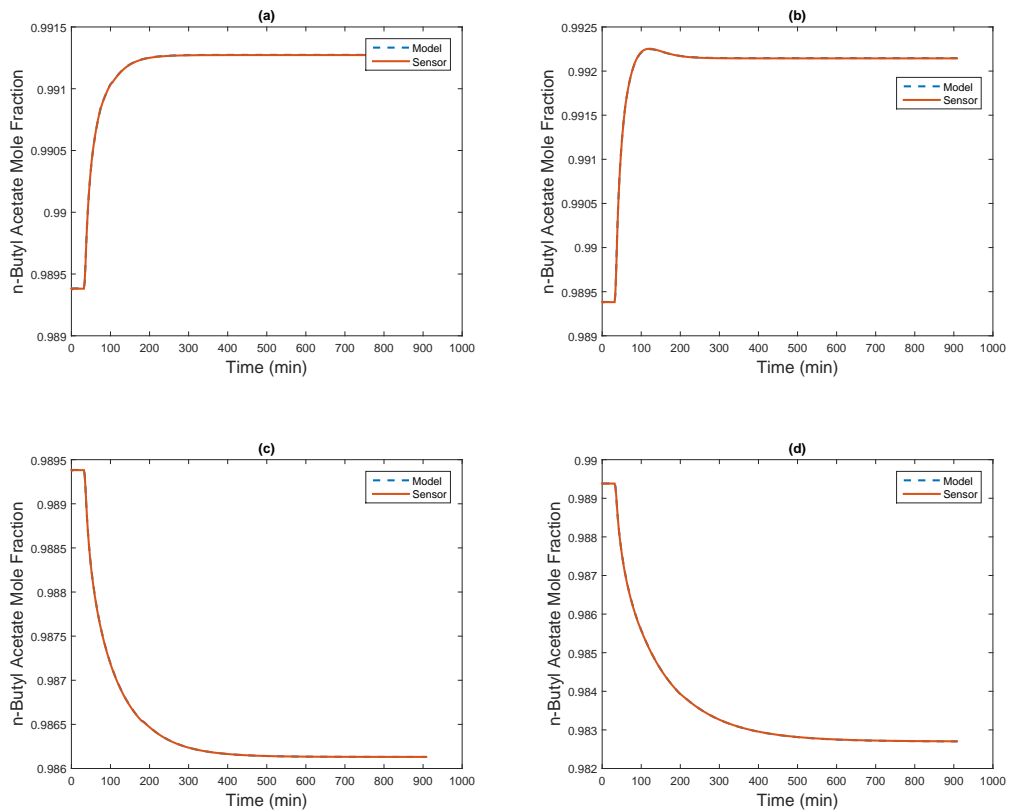 (a)
0.9915
0.991
0.9905
0.99
0.9895
0.989
n-Butyl Acetate Mole Fraction
Model
Sensor
0 100 200 300 400 500 600 700 800 900 1000
Time (min)
(b)
0.9925
0.992
0.9915
0.991
0.9905
0.99
0.9895
0.989
n-Butyl Acetate Mole Fraction
Model
Sensor
0 100 200 300 400 500 600 700 800 900 1000
Time (min)
(c)
0.9895
0.989
0.9885
0.988
0.9875
0.987
0.9865
0.986
n-Butyl Acetate Mole Fraction
Model
Sensor
0 100 200 300 400 500 600 700 800 900 1000
Time (min)
(d)
0.99
0.989
0.988
0.987
0.986
0.985
0.984
0.983
0.982
n-Butyl Acetate Mole Fraction
Model
Sensor
0 100 200 300 400 500 600 700 800 900 1000
Time (min)